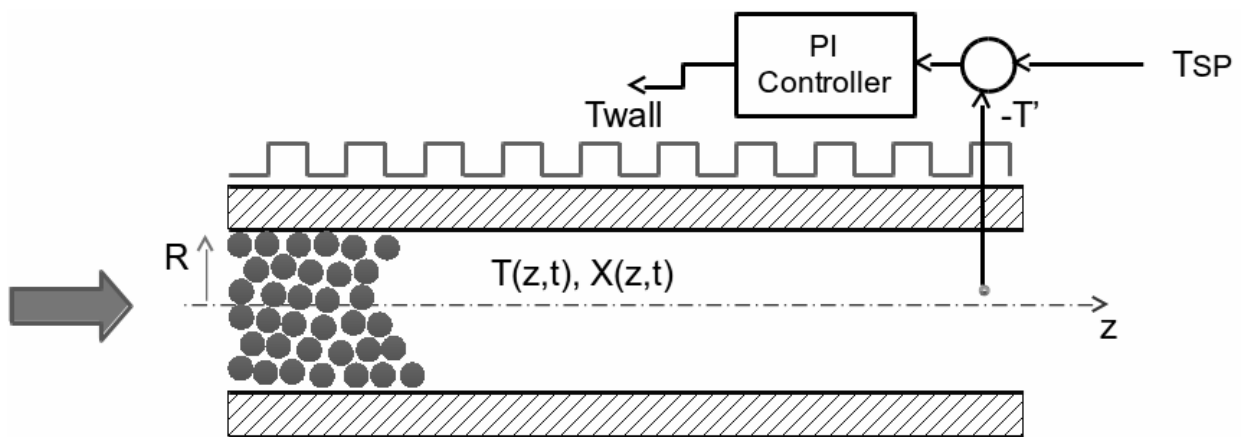 PI
Controller
TSP
Twall
-T'
R
T(z,t), X(z,t)
z